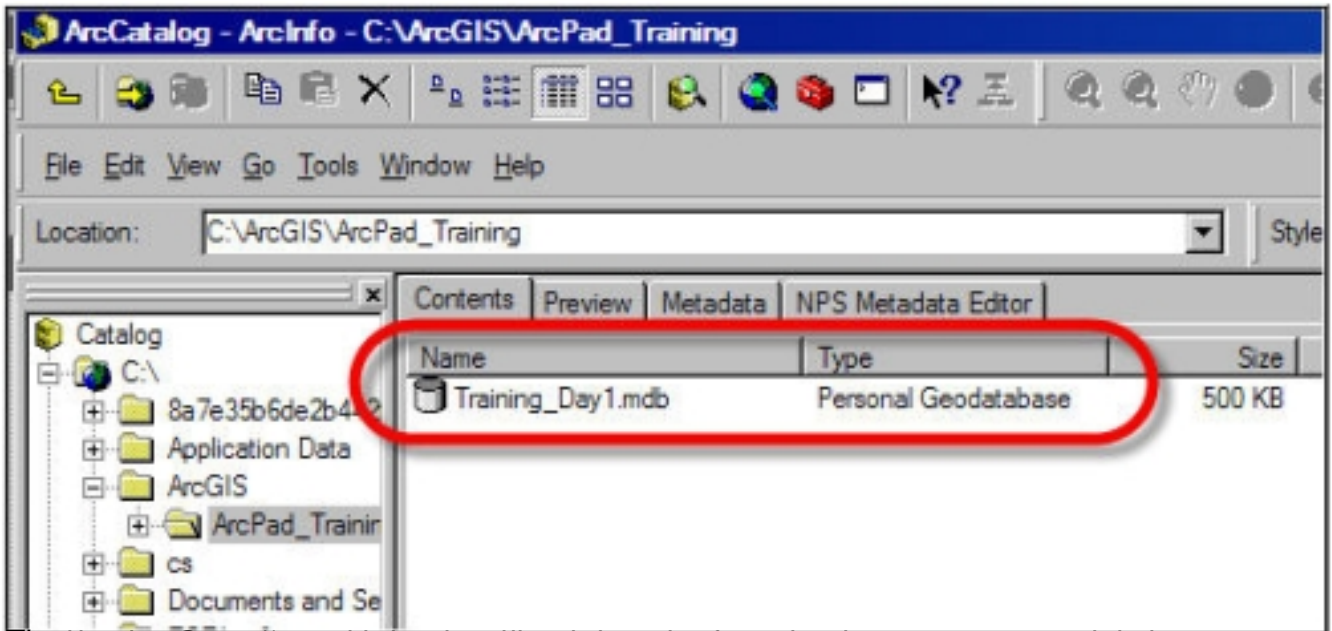 ArcCatalog - ArcInfo - C:\ArcGIS\ArcPad_Training
File Edit View Go Tools Window Help
Location: C:\ArcGIS\ArcPad_Training Style
Contents Preview Metadata NPS Metadata Editor
Catalog
Name Type Size
C:\
Training_Day1.mdb Personal Geodatabase 500 KB
8a7e35b6de2b4
Application Data
ArcGIS
ArcPad_Trainin
cs
Documents and Se